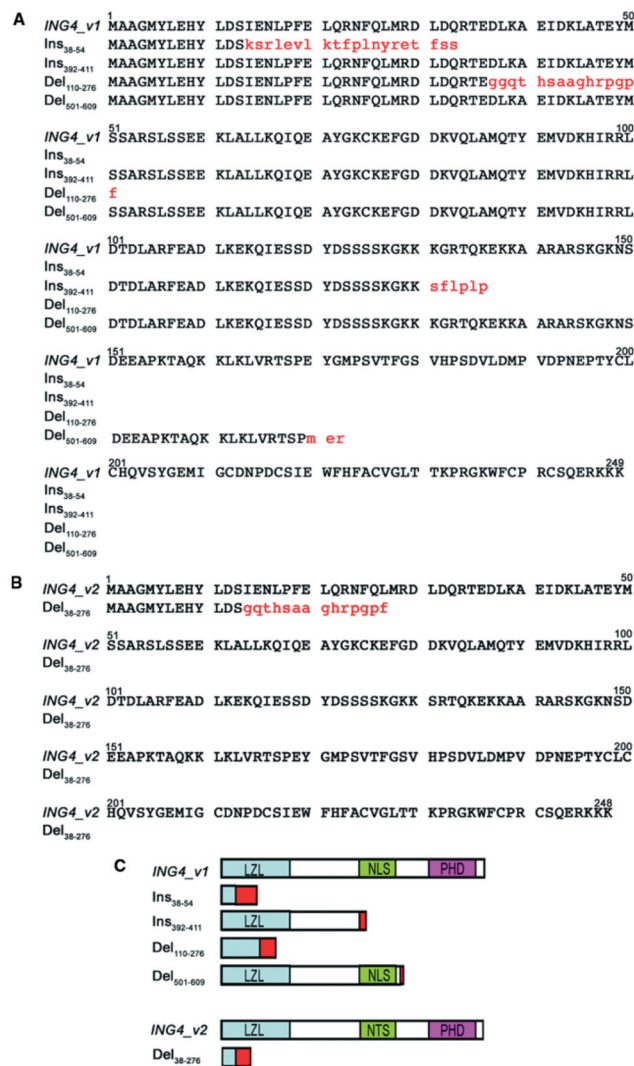 A
1 50
ING4_v1 MAAGMYLEHY LDSIENLPFE LQRNFQLMRD LDQRTEDLKA EIDKLATEYM
Ins38-54 MAAGMYLEHY LDSksrlevl ktfplnyret fss
Ins392-411 MAAGMYLEHY LDSIENLPFE LQRNFQLMRD LDQRTEDLKA EIDKLATEYM
Del110-276 MAAGMYLEHY LDSIENLPFE LQRNFQLMRD LDQRTEggqt hsaaghrpgp
Del501-609 MAAGMYLEHY LDSIENLPFE LQRNFQLMRD LDQRTEDLKA EIDKLATEYM
51 100
ING4_v1 SSARSLSSEE KLALLKQIQE AYGKCKEFGD DKVQLAMQTY EMVDKHIRRL
Ins38-54
Ins392-411 SSARSLSSEE KLALLKQIQE AYGKCKEFGD DKVQLAMQTY EMVDKHIRRL
Del110-276 f
Del501-609 SSARSLSSEE KLALLKQIQE AYGKCKEFGD DKVQLAMQTY EMVDKHIRRL
101 150
ING4_v1 DTDLARFEAD LKEKQIESSD YDSSSSKGKK KGRTQKEKKA ARARSKGKNS
Ins38-54
Ins392-411 DTDLARFEAD LKEKQIESSD YDSSSSKGKK sflplp
Del110-276
Del501-609 DTDLARFEAD LKEKQIESSD YDSSSSKGKK KGRTQKEKKA ARARSKGKNS
151 200
ING4_v1 DEEAPKTAQK KLKLVRTSPE YGMPSVTFGS VHPSDVLDMP VDPNEPTYCL
Ins38-54
Ins392-411
Del110-276
Del501-609 DEEAPKTAQK KLKLVRTSPm er
201 249
ING4_v1 CHQVSYGEMI GCDNPDCSIE WFHFACVGLT TKPRGKWFCP RCSQERKKK
Ins38-54
Ins392-411
Del110-276
Del501-609
B
1 50
ING4_v2 MAAGMYLEHY LDSIENLPFE LQRNFQLMRD LDQRTEDLKA EIDKLATEYM
Del38-276 MAAGMYLEHY LDSgqthsaa ghrpgpf
51 100
ING4_v2 SSARSLSSEE KLALLKQIQE AYGKCKEFGD DKVQLAMQTY EMVDKHIRRL
Del38-276
101 150
ING4_v2 DTDLARFEAD LKEKQIESSD YDSSSSKGKK SRTQKEKKAA RARSKGKNSD
Del38-276
151 200
ING4_v2 EEAPKTAQKK LKLVRTSPEY GMPSVTFGSV HPSDVLDMPV DPNEPTYCLC
Del38-276
201 248
ING4_v2 HQVSYGEMIG CDNPDCSIEW FHFACVGLTT KPRGKWFCPR CSQERKKK
Del38-276
C
ING4_v1 LZL NLS PHD
Ins38-54
Ins392-411 LZL
Del110-276
Del501-609 LZL NLS
ING4_v2 LZL NTS PHD
Del38-276